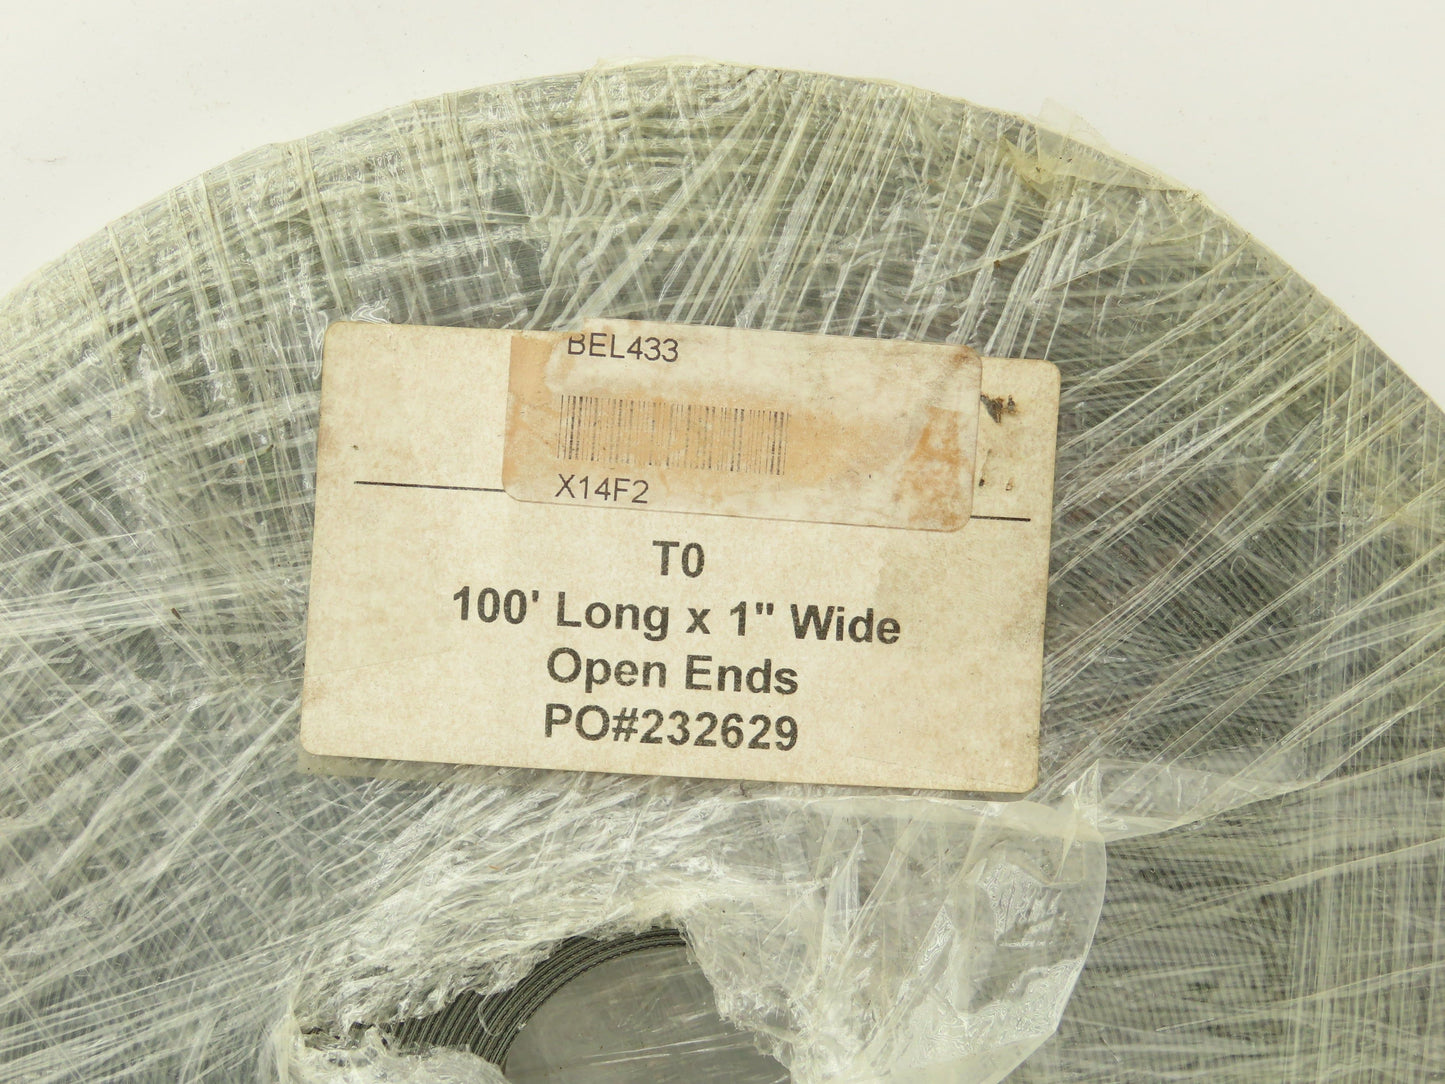 BEL433
X14F2
T0
100' Long x 1" Wide
Open Ends
PO#232629